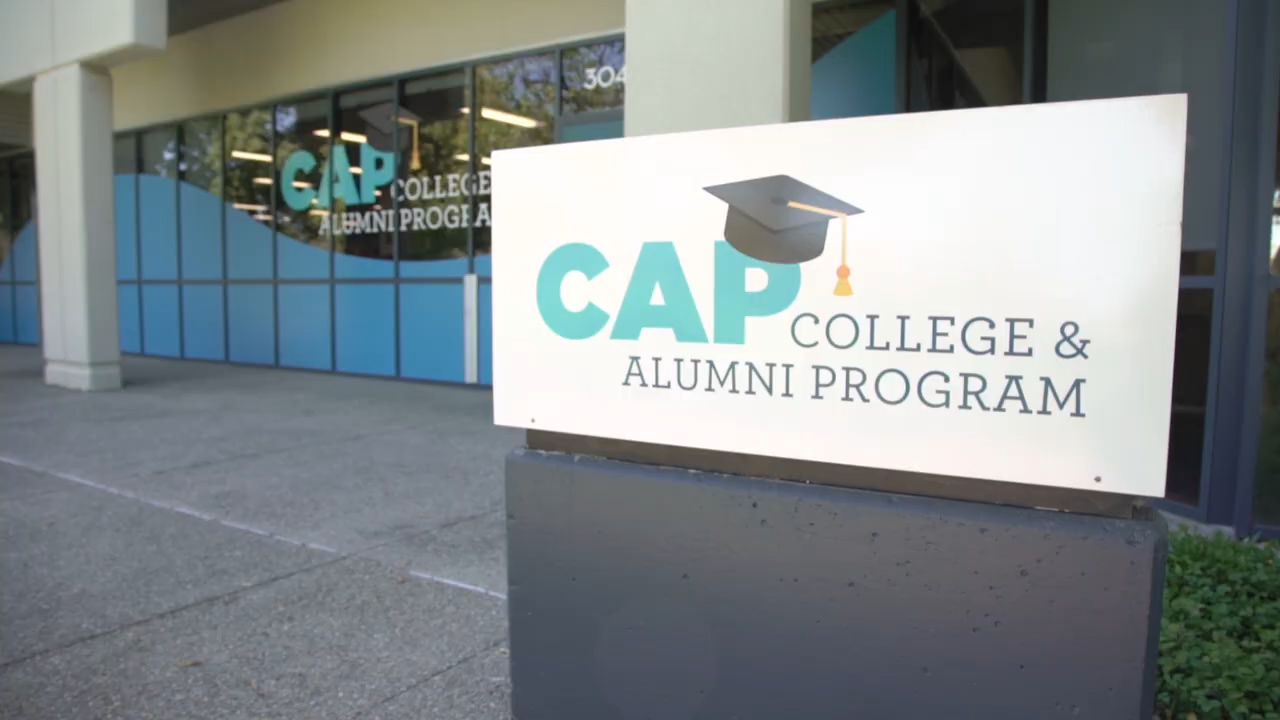 304
CAP COLLEGE
ALUMNI PROGRA
CAP COLLEGE &
ALUMNI PROGRAM